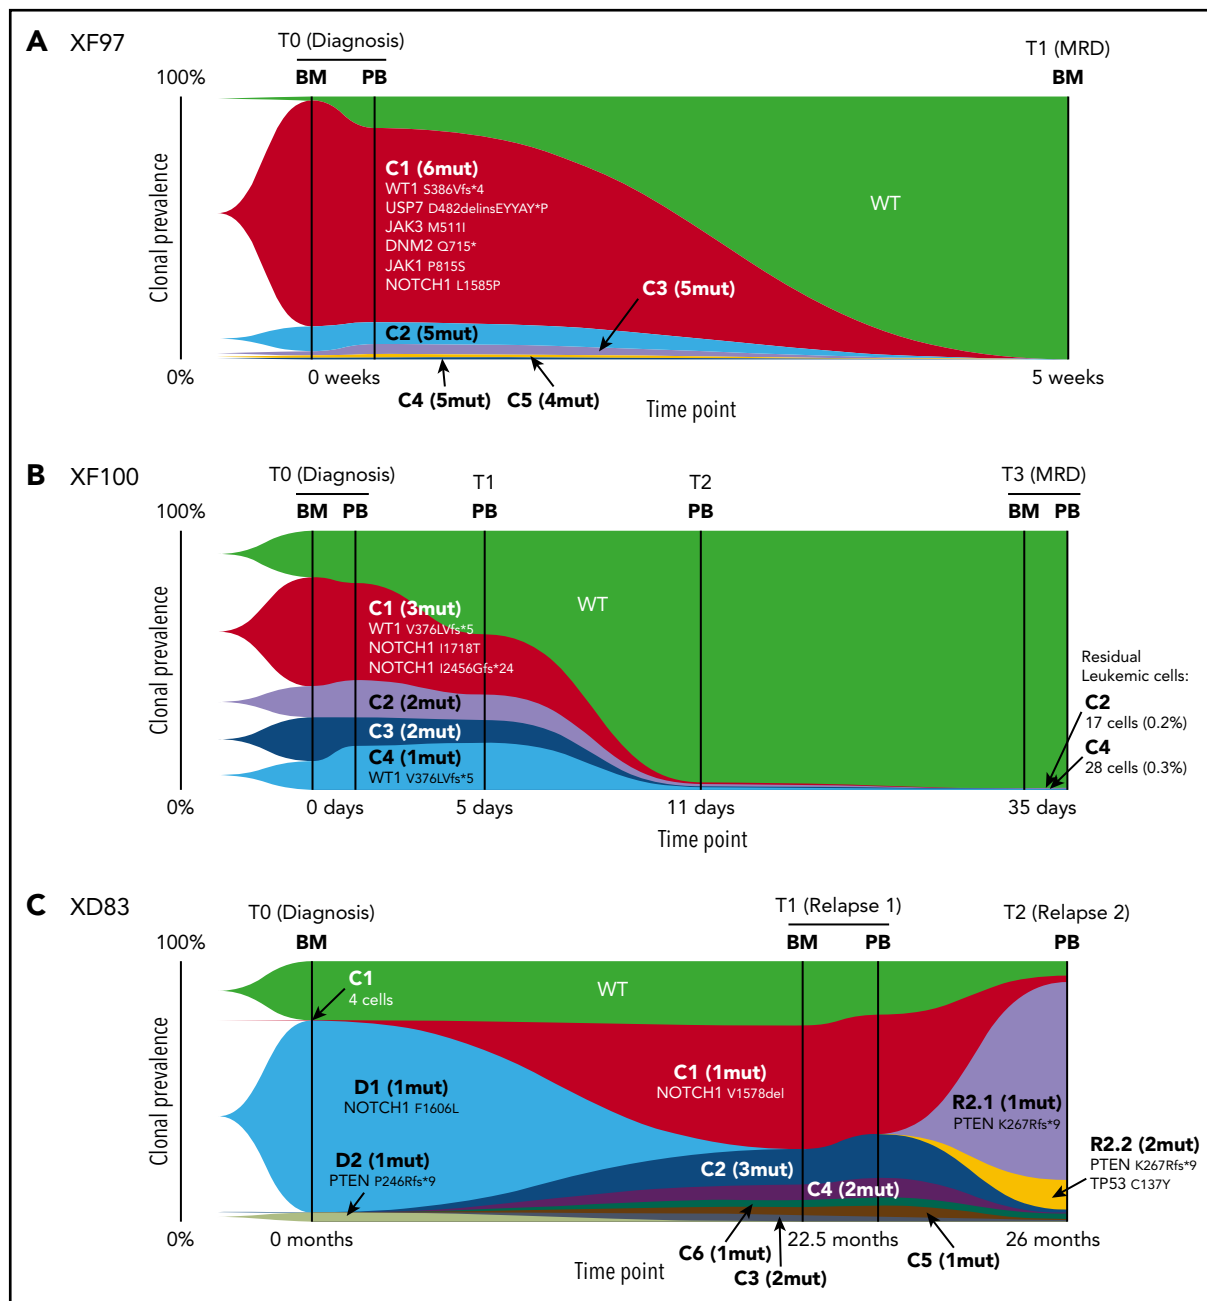 A XF97
T0 (Diagnosis)
T1 (MRD)
BM PB
BM
100%
Clonal prevalence
0%
C1 (6mut)
WT1 S386Vfs*4
USP7 D482delinsEYYAY*P
JAK3 M511I
DNM2 Q715*
JAK1 P815S
NOTCH1 L1585P
WT
C3 (5mut)
C2 (5mut)
0 weeks
5 weeks
C4 (5mut)
C5 (4mut)
Time point
B XF100
T0 (Diagnosis)
T1
T2
T3 (MRD)
BM PB
PB
PB
BM PB
100%
Clonal prevalence
0%
WT
C1 (3mut)
WT1 V376LVfs*5
NOTCH1 I1718T
NOTCH1 I2456Gfs*24
C2 (2mut)
C3 (2mut)
C4 (1mut)
WT1 V376LVfs*5
Residual
Leukemic cells:
C2
17 cells (0.2%)
C4
28 cells (0.3%)
0 days
5 days
11 days
35 days
Time point
C XD83
T0 (Diagnosis)
T1 (Relapse 1)
T2 (Relapse 2)
BM
BM PB
PB
100%
Clonal prevalence
0%
C1
4 cells
WT
D1 (1mut)
NOTCH1 F1606L
D2 (1mut)
PTEN P246Rfs*9
C1 (1mut)
NOTCH1 V1578del
C2 (3mut)
C4 (2mut)
R2.1 (1mut)
PTEN K267Rfs*9
R2.2 (2mut)
PTEN K267Rfs*9
TP53 C137Y
0 months
C6 (1mut)
22.5 months
C5 (1mut)
26 months
C3 (2mut)
Time point